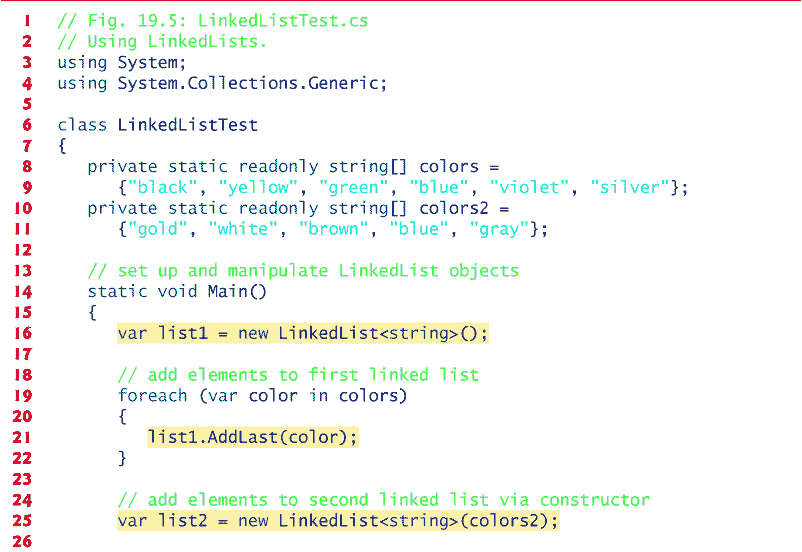 1 // Fig. 19.5: LinkedListTest.cs
2 // Using LinkedLists.
3 using System;
4 using System.Collections.Generic;
5
6 class LinkedListTest
7 {
8 private static readonly string[] colors =
9 {"black", "yellow", "green", "blue", "violet", "silver"};
10 private static readonly string[] colors2 =
11 {"gold", "white", "brown", "blue", "gray"};
12
13 // set up and manipulate LinkedList objects
14 static void Main()
15 {
16 var list1 = new LinkedList<string>();
17
18 // add elements to first linked list
19 foreach (var color in colors)
20 {
21 list1.AddLast(color);
22 }
23
24 // add elements to second linked list via constructor
25 var list2 = new LinkedList<string>(colors2);
26